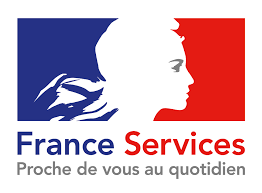 France Services
Proche de vous au quotidien